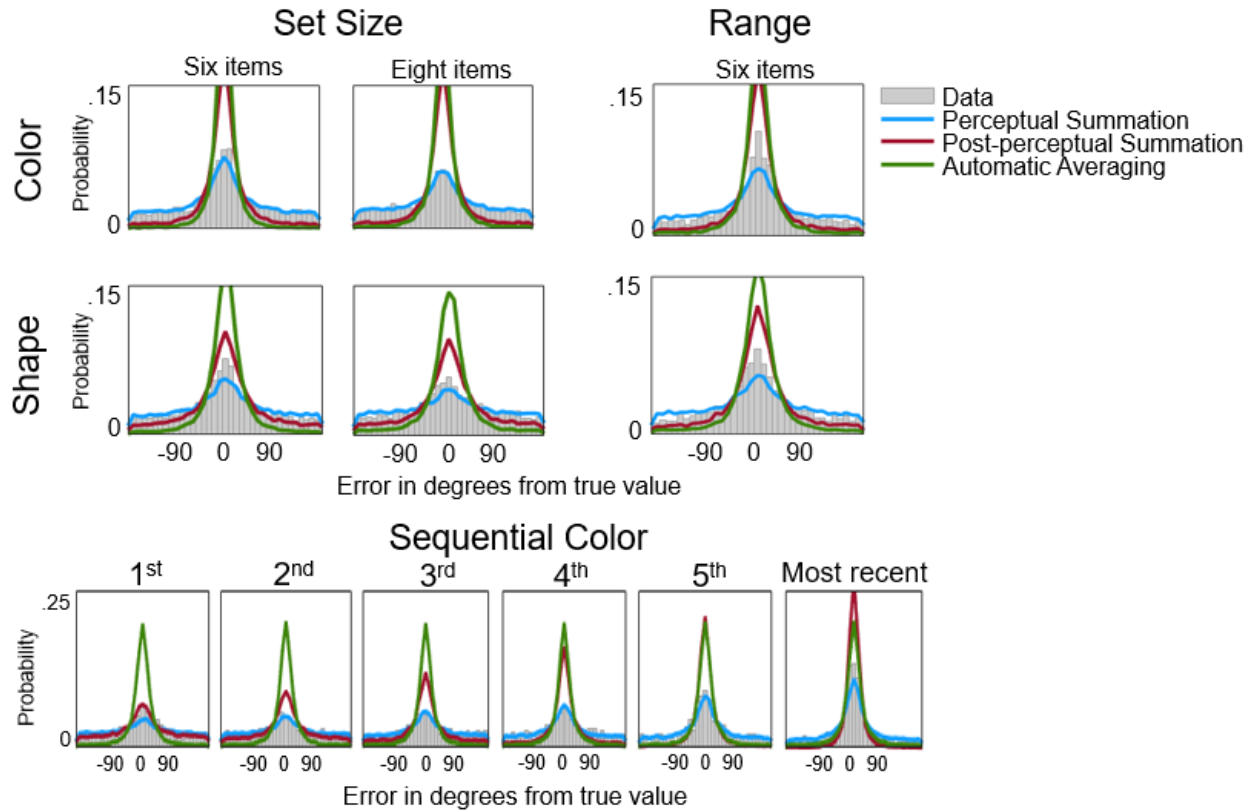 Set Size
Range
Six items
Eight items
Six items
Color
Probability
.15
0
.15
0
Data
Perceptual Summation
Post-perceptual Summation
Automatic Averaging
Shape
Probability
.15
0
.15
0
-90 0 90
-90 0 90
-90 0 90
Error in degrees from true value
Sequential Color
1st
2nd
3rd
4th
5th
Most recent
Probability
.25
0
-90 0 90
-90 0 90
-90 0 90
-90 0 90
-90 0 90
-90 0 90
Error in degrees from true value